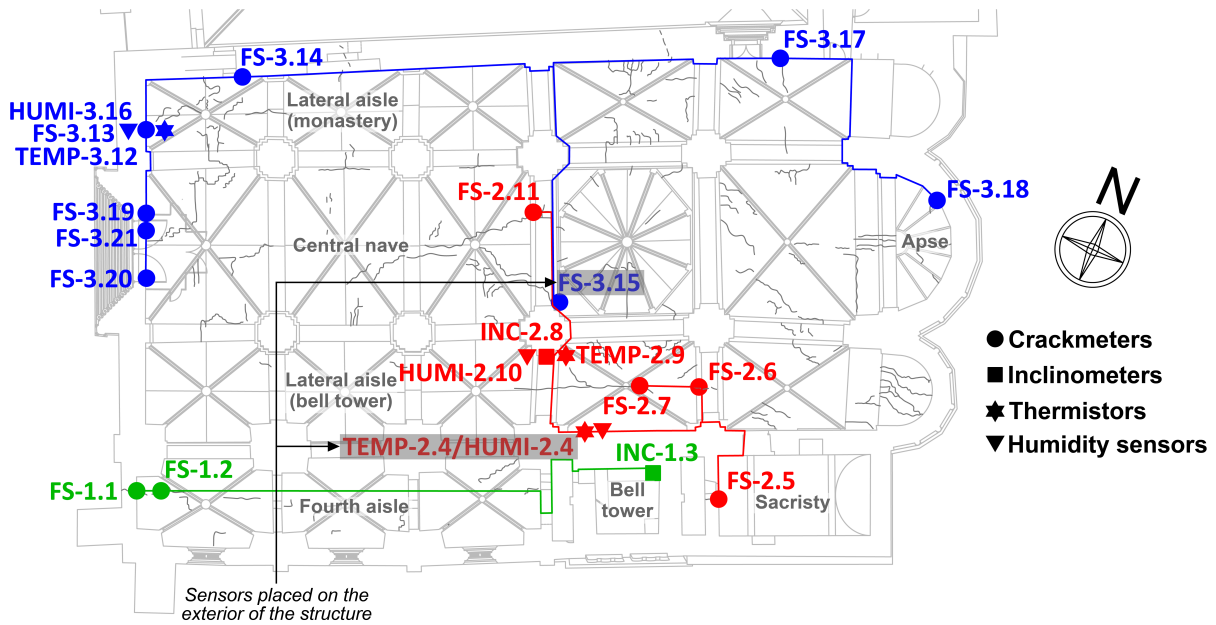 FS-3.14
FS-3.17
HUMI-3.16
FS-3.13
TEMP-3.12
Lateral aisle
(monastery)
N
FS-2.11
FS-3.18
FS-3.19
FS-3.21
FS-3.20
Central nave
Apse
FS-3.15
INC-2.8
TEMP-2.9
HUMI-2.10
Crackmeters
Inclinometers
Thermistors
Humidity sensors
Lateral aisle
(bell tower)
FS-2.6
FS-2.7
TEMP-2.4/HUMI-2.4
INC-1.3
FS-1.1
FS-1.2
FS-2.5
Fourth aisle
Bell
tower
Sacristy
Sensors placed on the
exterior of the structure